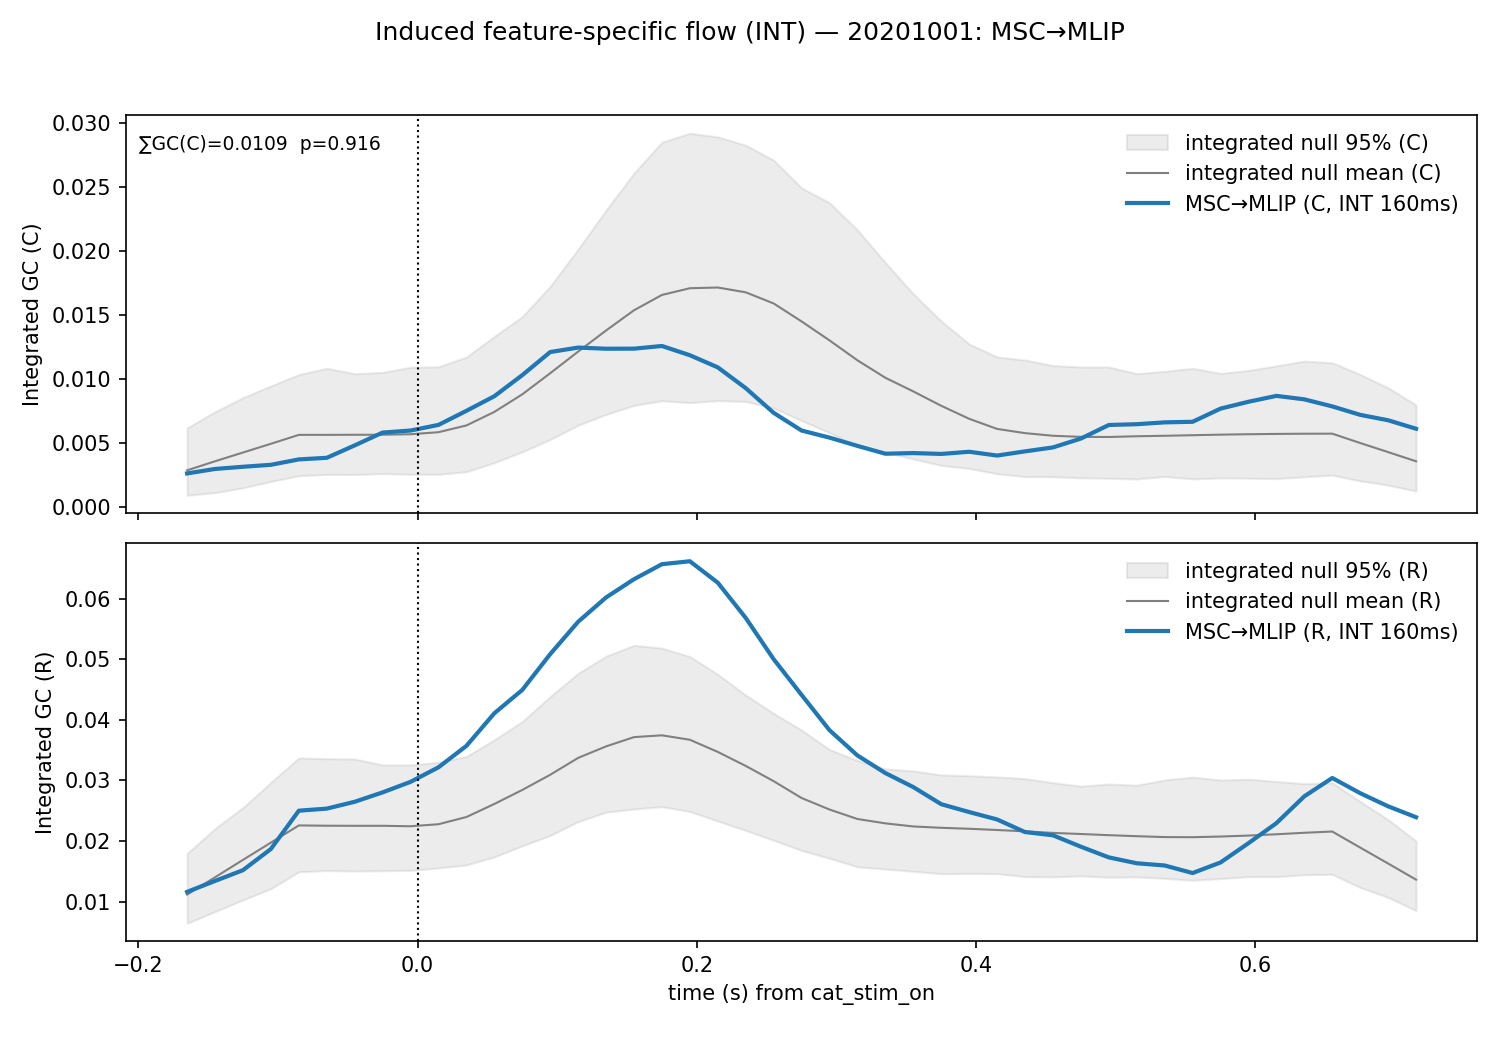 Induced feature-specific flow (INT) — 20201001: MSC→MLIP
∑GC(C)=0.0109  p=0.916
integrated null 95% (C)
integrated null mean (C)
MSC→MLIP (C, INT 160ms)
Integrated GC (C)
0.030
0.025
0.020
0.015
0.010
0.005
0.000
integrated null 95% (R)
integrated null mean (R)
MSC→MLIP (R, INT 160ms)
Integrated GC (R)
0.06
0.05
0.04
0.03
0.02
0.01
−0.2 0.0 0.2 0.4 0.6
time (s) from cat_stim_on